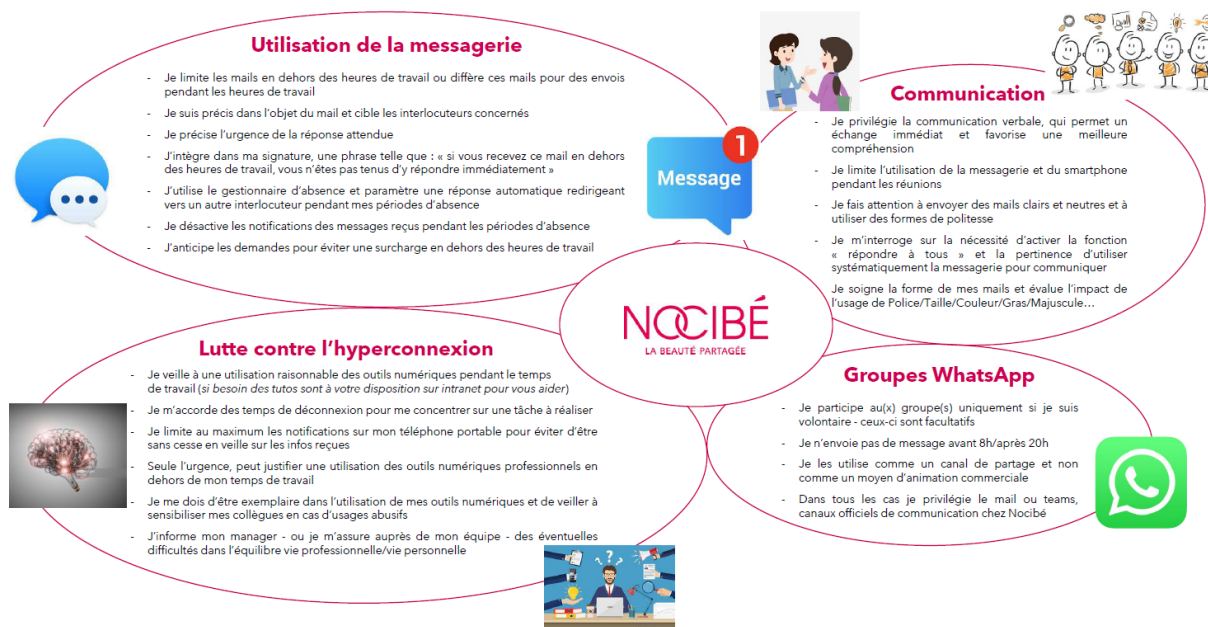 Utilisation de la messagerie
- Je limite les mails en dehors des heures de travail ou diffère ces mails pour des envois
pendant les heures de travail
- Je suis précis dans l'objet du mail et cible les interlocuteurs concernés
- Je précise l'urgence de la réponse attendue
- J'intègre dans ma signature, une phrase telle que : « si vous recevez ce mail en dehors
des heures de travail, vous n'êtes pas tenus d'y répondre immédiatement »
- J'utilise le gestionnaire d'absence et paramètre une réponse automatique redirigeant
vers un autre interlocuteur pendant mes périodes d'absence
- Je désactive les notifications des messages reçus pendant les périodes d'absence
- J'anticipe les demandes pour éviter une surcharge en dehors des heures de travail
Message
1
Communication
- Je privilégie la communication verbale, qui permet un
échange immédiat et favorise une meilleure
compréhension
- Je limite l'utilisation de la messagerie et du smartphone
pendant les réunions
- Je fais attention à envoyer des mails clairs et neutres et à
utiliser des formes de politesse
- Je m'interroge sur la nécessité d'activer la fonction
« répondre à tous » et la pertinence d'utiliser
systématiquement la messagerie pour communiquer
- Je soigne la forme de mes mails et évalue l'impact de
l'usage de Police/Taille/Couleur/Gras/Majuscule…
NOCIBÉ
LA BEAUTÉ PARTAGÉE
Lutte contre l'hyperconnexion
- Je veille à une utilisation raisonnable des outils numériques pendant le temps
de travail (si besoin des tutos sont à votre disposition sur intranet pour vous aider)
- Je m'accorde des temps de déconnexion pour me concentrer sur une tâche à réaliser
- Je limite au maximum les notifications sur mon téléphone portable pour éviter d'être
sans cesse en veille sur les infos reçues
- Seule l'urgence, peut justifier une utilisation des outils numériques professionnels en
dehors de mon temps de travail
- Je me dois d'être exemplaire dans l'utilisation de mes outils numériques et de veiller à
sensibiliser mes collègues en cas d'usages abusifs
- J'informe mon manager - ou je m'assure auprès de mon équipe - des éventuelles
difficultés dans l'équilibre vie professionnelle/vie personnelle
Groupes WhatsApp
- Je participe au(x) groupe(s) uniquement si je suis
volontaire - ceux-ci sont facultatifs
- Je n'envoie pas de message avant 8h/après 20h
- Je les utilise comme un canal de partage et non
comme un moyen d'animation commerciale
- Dans tous les cas je privilégie le mail ou teams,
canaux officiels de communication chez Nocibé
? ? ?